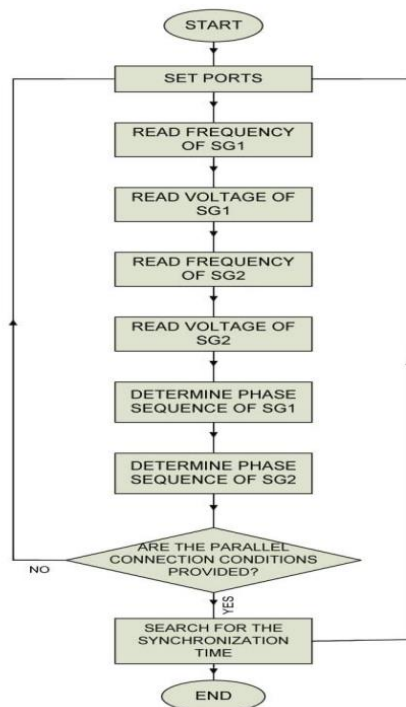 START
SET PORTS
READ FREQUENCY
OF SG1
READ VOLTAGE OF
SG1
READ FREQUENCY
OF SG2
READ VOLTAGE OF
SG2
DETERMINE PHASE
SEQUENCE OF SG1
DETERMINE PHASE
SEQUENCE OF SG2
ARE THE PARALLEL
CONNECTION CONDITIONS
PROVIDED?
NO
YES
SEARCH FOR THE
SYNCHRONIZATION
TIME
END